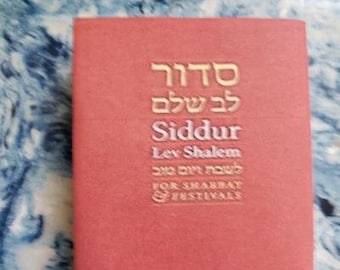 סדור
לב שלם
Siddur
Lev Shalem
לשבת ויום טוב
FOR SHABBAT
& FESTIVALS